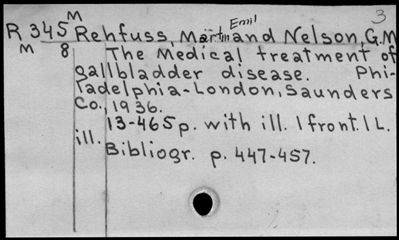 3
M Emil
R 345 Rehfuss, Martin and Nelson, G.M
M 8 The Medical treatment of
gallbladder disease. Phi-
ladelphia-London, Saunders
Co., 1936.
13-465 p. with ill. 1 front. 1 L.
ill.
Bibliogr. p. 447-457.